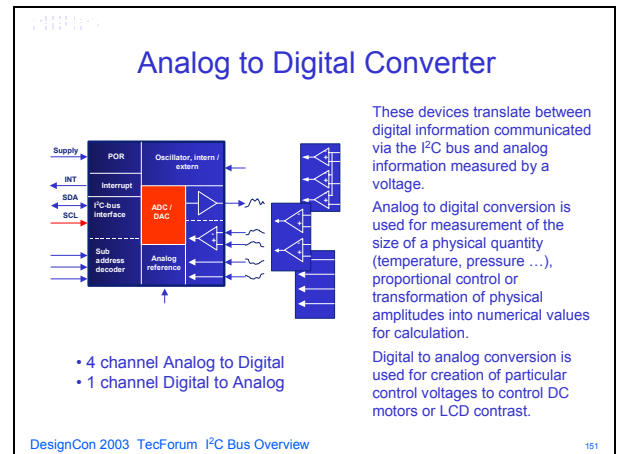 Analog to Digital Converter
Supply
INT
SDA
SCL
POR
Oscillator, intern /
extern
Interrupt
I²C-bus
interface
ADC /
DAC
Sub
address
decoder
Analog
reference
These devices translate between
digital information communicated
via the I²C bus and analog
information measured by a
voltage.
Analog to digital conversion is
used for measurement of the
size of a physical quantity
(temperature, pressure …),
proportional control or
transformation of physical
amplitudes into numerical values
for calculation.
Digital to analog conversion is
used for creation of particular
control voltages to control DC
motors or LCD contrast.
• 4 channel Analog to Digital
• 1 channel Digital to Analog
DesignCon 2003 TecForum I²C Bus Overview
151